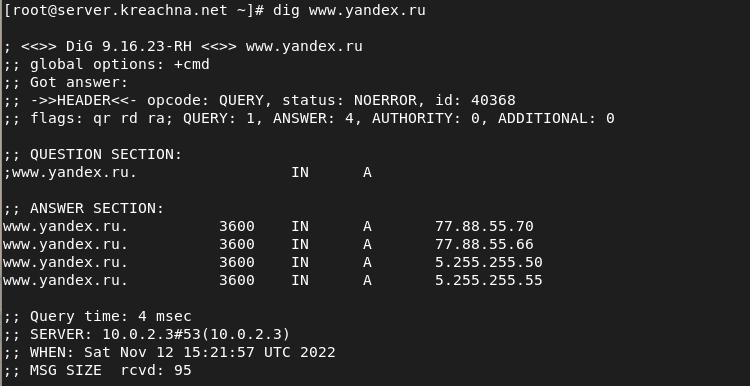 [root@server.kreachna.net ~]# dig www.yandex.ru
; <<>> DiG 9.16.23-RH <<>> www.yandex.ru
;; global options: +cmd
;; Got answer:
;; ->>HEADER<<- opcode: QUERY, status: NOERROR, id: 40368
;; flags: qr rd ra; QUERY: 1, ANSWER: 4, AUTHORITY: 0, ADDITIONAL: 0
;; QUESTION SECTION:
;www.yandex.ru. IN A
;; ANSWER SECTION:
www.yandex.ru. 3600 IN A 77.88.55.70
www.yandex.ru. 3600 IN A 77.88.55.66
www.yandex.ru. 3600 IN A 5.255.255.50
www.yandex.ru. 3600 IN A 5.255.255.55
;; Query time: 4 msec
;; SERVER: 10.0.2.3#53(10.0.2.3)
;; WHEN: Sat Nov 12 15:21:57 UTC 2022
;; MSG SIZE rcvd: 95